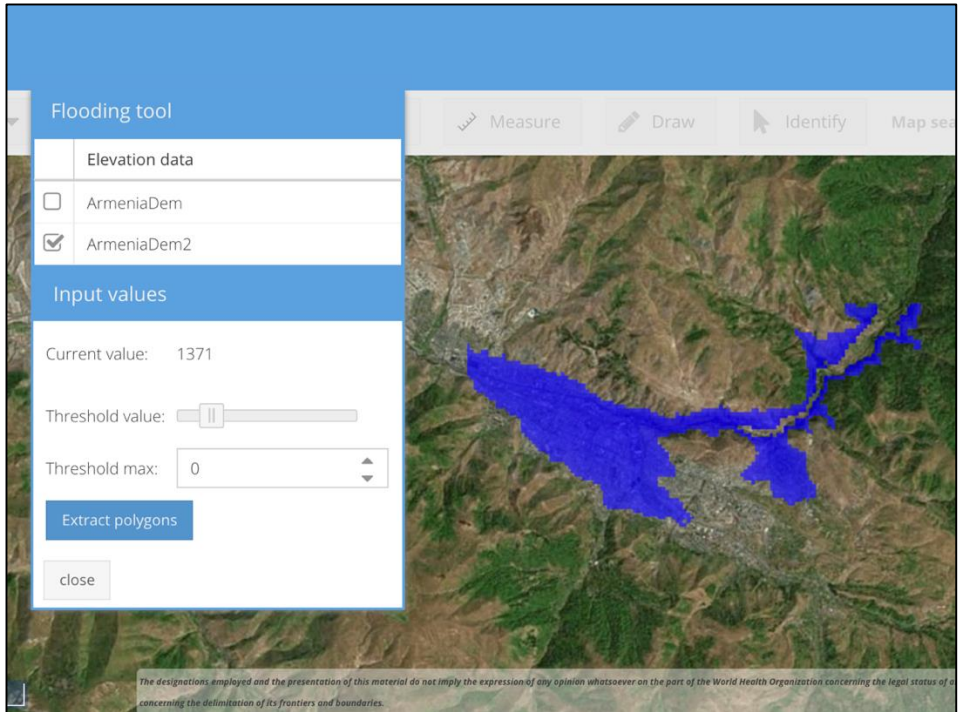 Flooding tool
Measure
Draw
Identify
Map sea
Elevation data
ArmeniaDem
ArmeniaDem2
Input values
Current value: 1371
Threshold value:
Threshold max: 0
Extract polygons
close
The designations employed and the presentation of this material do not imply the expression of any opinion whatsoever on the part of the World Health Organization concerning the legal status of a
concerning the delimitation of its frontiers and boundaries.